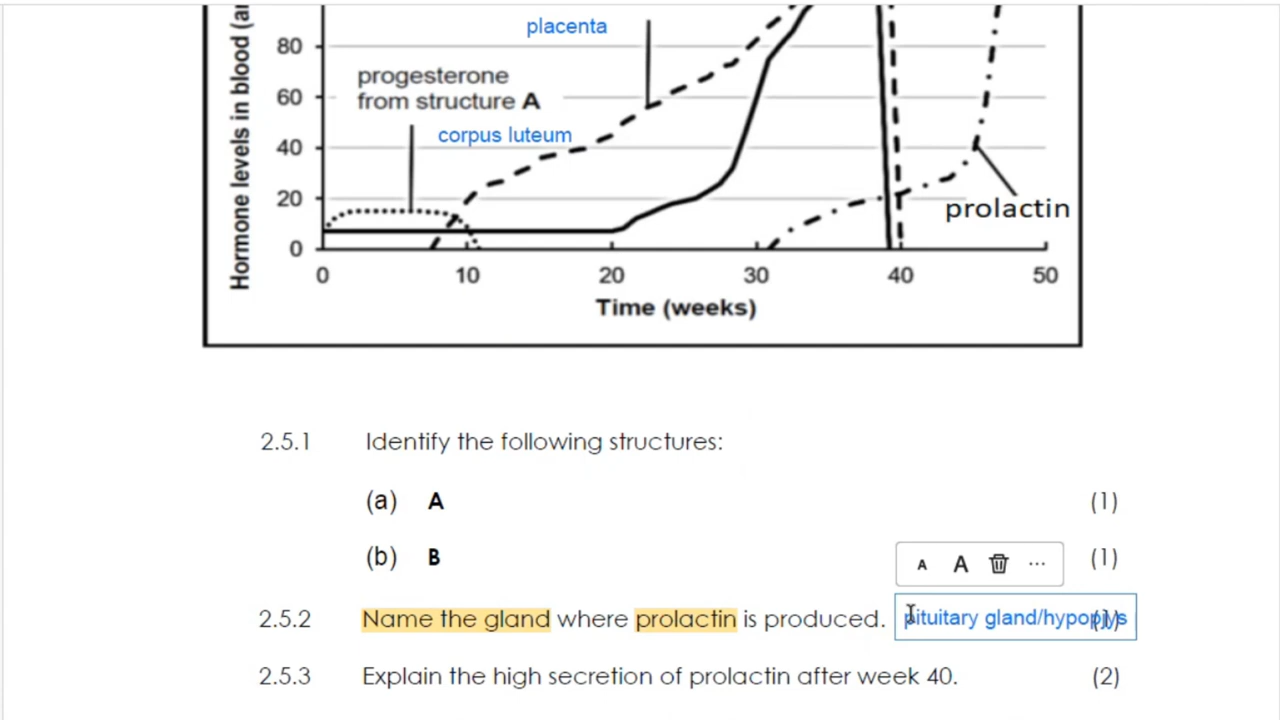 Hormone levels in blood (a
placenta
80
progesterone
60
from structure A
corpus luteum
40
20
prolactin
0
0 10 20 30 40 50
Time (weeks)
2.5.1 Identify the following structures:
(a) A (1)
(b) B (1)
A A ...
2.5.2 Name the gland where prolactin is produced. pituitary gland/hypopjys (1)
2.5.3 Explain the high secretion of prolactin after week 40. (2)